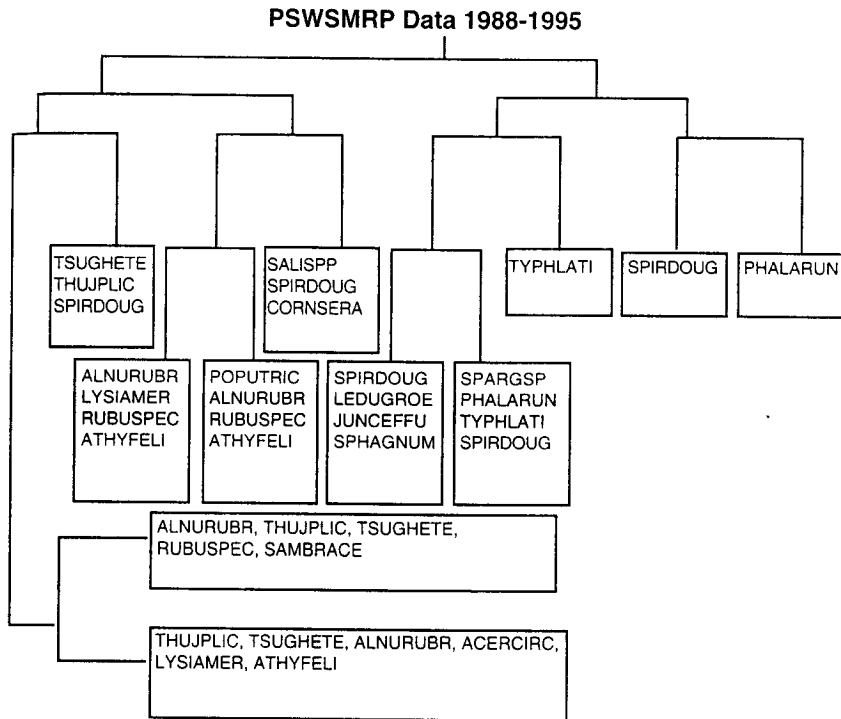 PSWSMRP Data 1988-1995
TSUGHETE
THUJPLIC
SPIRDOUG
SALISPP
SPIRDOUG
CORNSERA
TYPHLATI
SPIRDOUG
PHALARUN
ALNURUBR
LYSIAMER
RUBUSPEC
ATHYFELI
POPUTRIC
ALNURUBR
RUBUSPEC
ATHYFELI
SPIRDOUG
LEDUGROE
JUNCEFFU
SPHAGNUM
SPARGSP
PHALARUN
TYPHLATI
SPIRDOUG
ALNURUBR, THUJPLIC, TSUGHETE,
RUBUSPEC, SAMBRACE
THUJPLIC, TSUGHETE, ALNURUBR, ACERCIRC,
LYSIAMER, ATHYFELI